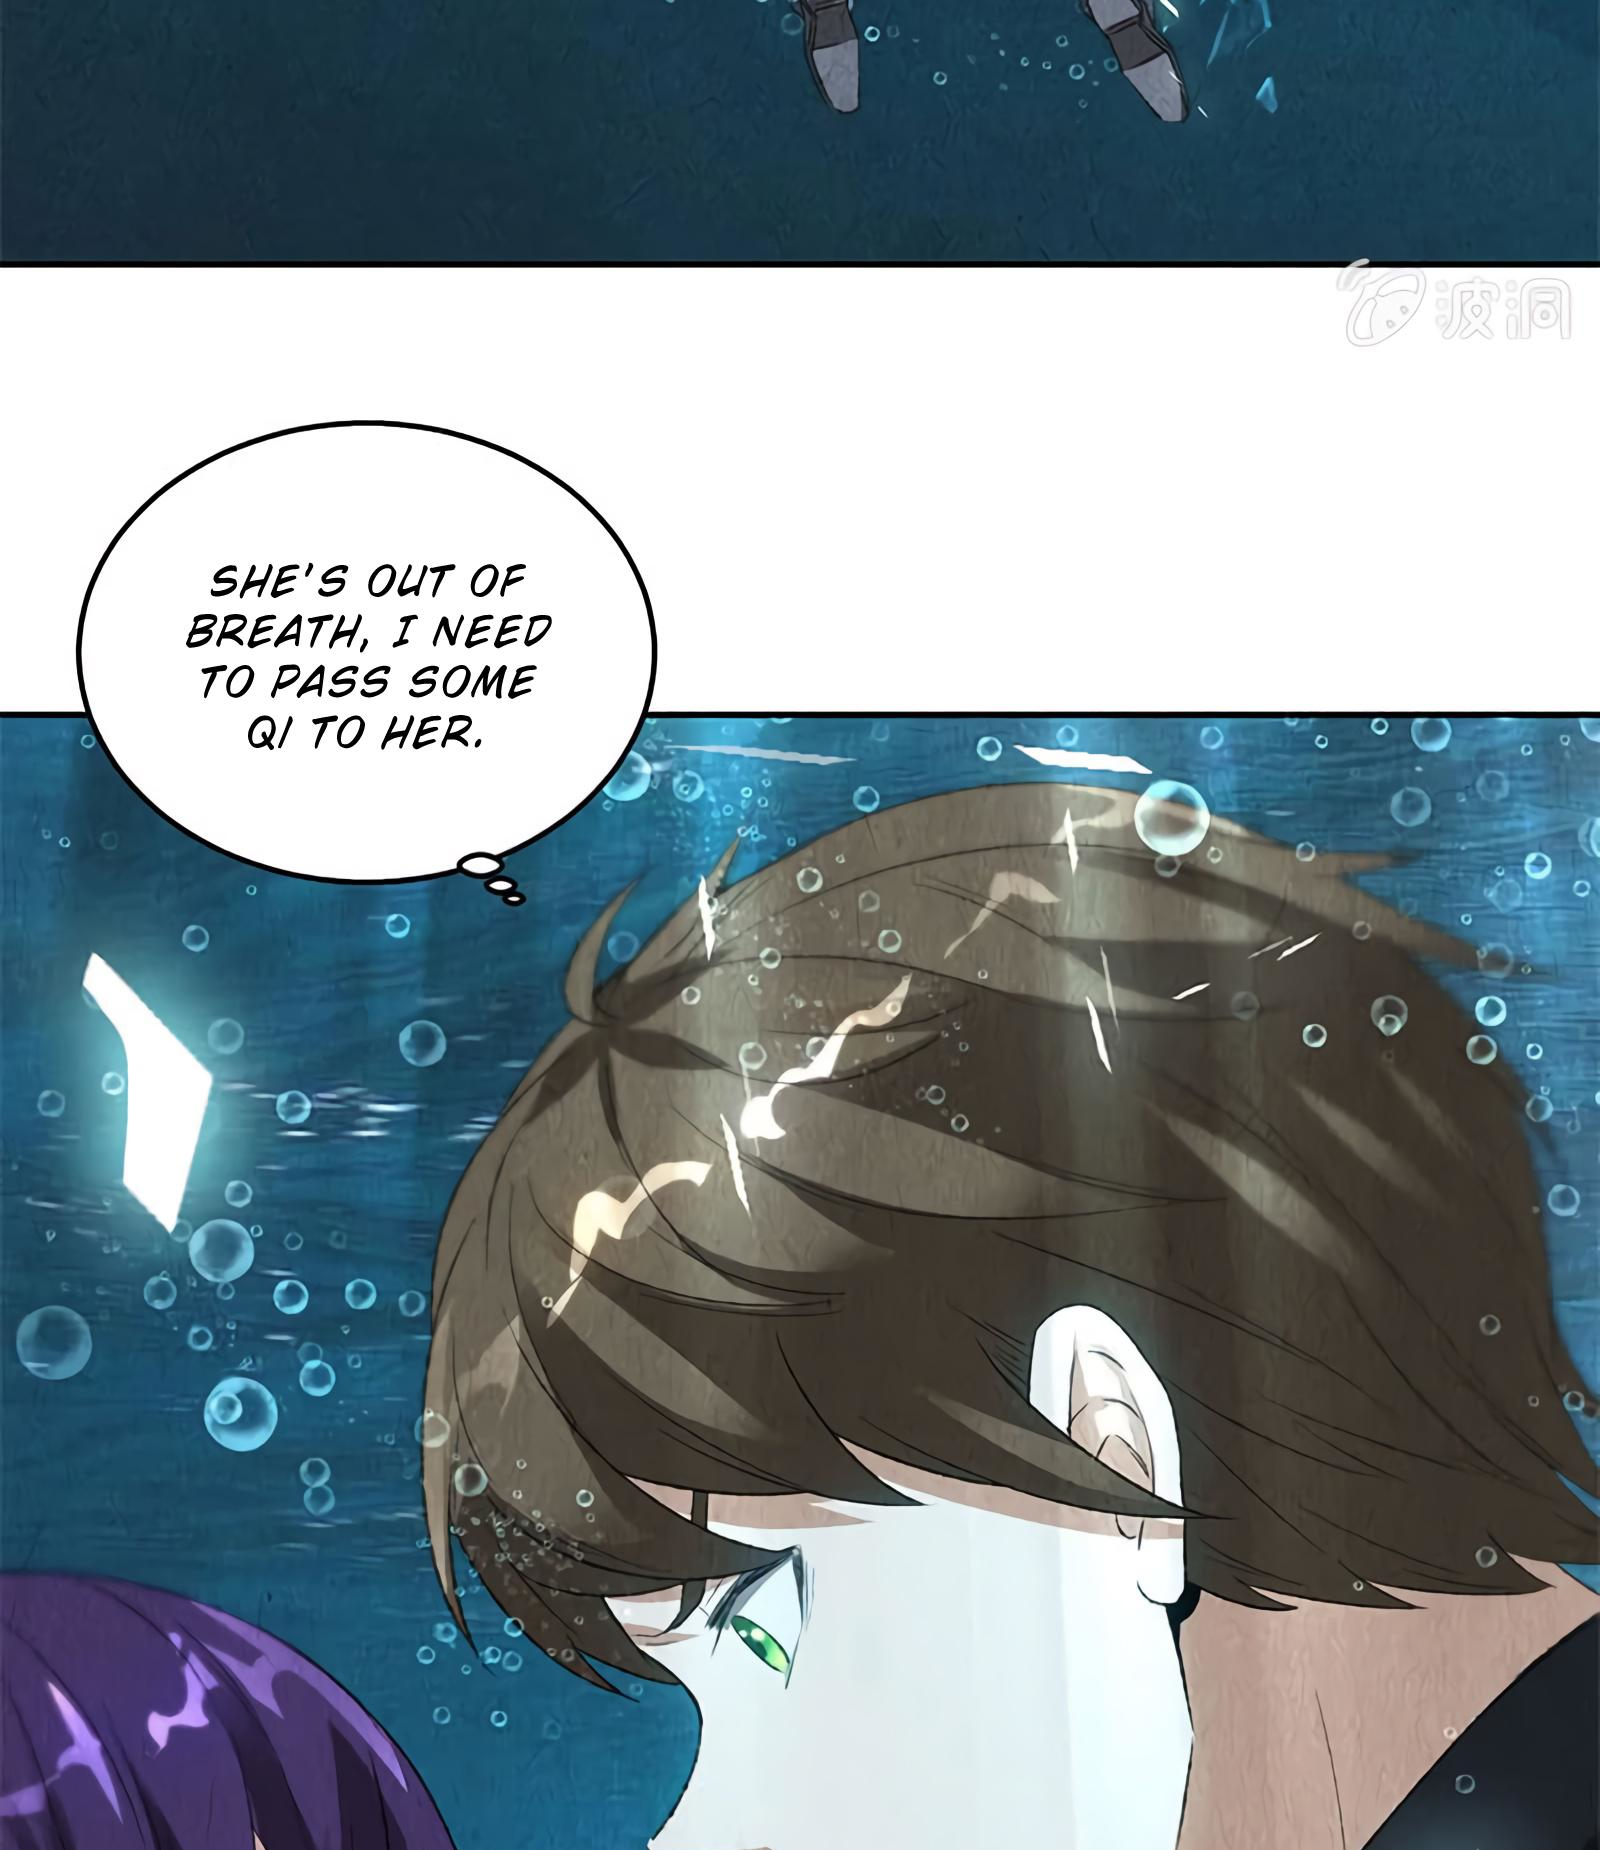 波洞
SHE'S OUT OF
BREATH, I NEED
TO PASS SOME
QI TO HER.